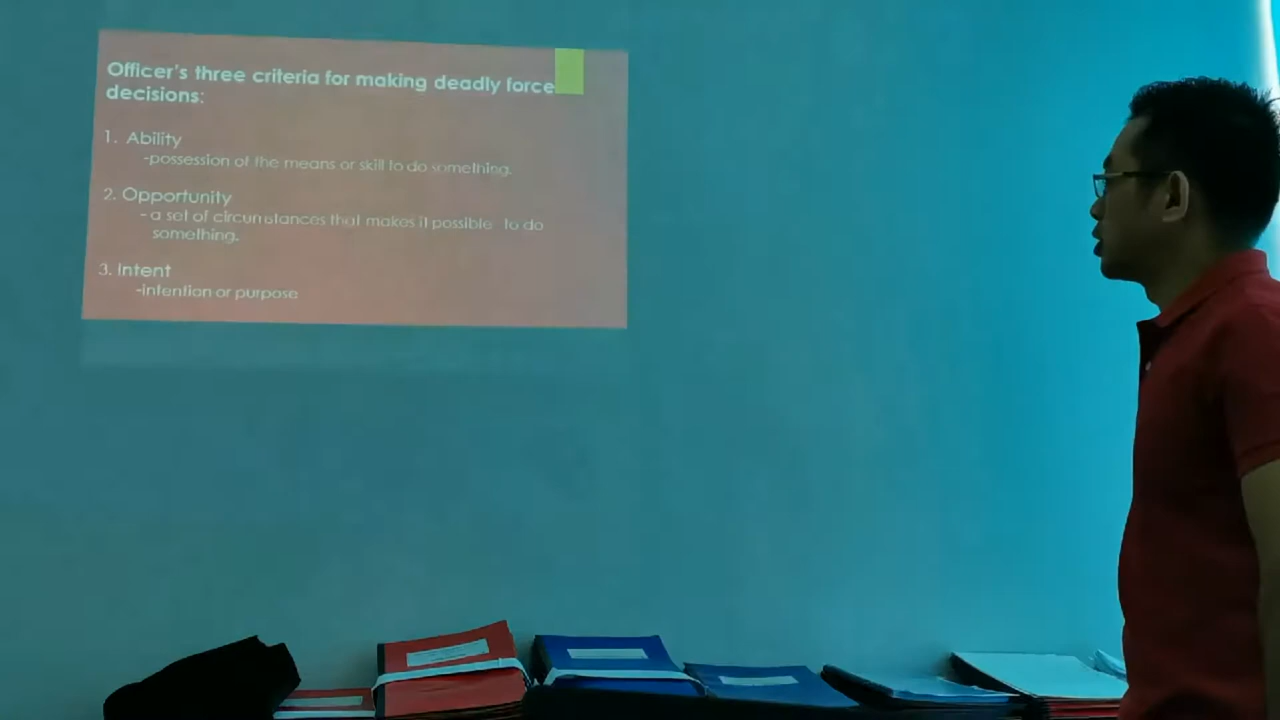 Officer's three criteria for making deadly force
decisions:
1. Ability
-possession of the means or skill to do something.
2. Opportunity
- a set of circumstances that makes it possible to do
something.
3. Intent
-intention or purpose